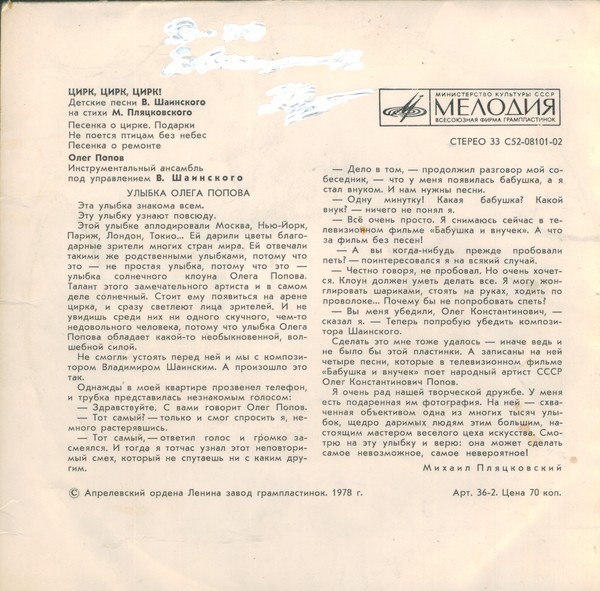 ЦИРК, ЦИРК, ЦИРК!
Детские песни В. Шаинского
на стихи М. Пляцковского
Песенка о цирке. Подарки
Не поется птицам без небес
Песенка о ремонте
Олег Попов
Инструментальный ансамбль
под управлением В. Шаинского
МИНИСТЕРСТВО КУЛЬТУРЫ СССР
МЕЛОДИЯ
ВСЕСОЮЗНАЯ ФИРМА ГРАМПЛАСТИНОК
СТЕРЕО 33 С52-08101-02
УЛЫБКА ОЛЕГА ПОПОВА
Эта улыбка знакома всем.
Эту улыбку узнают повсюду.
Этой улыбке аплодировали Москва, Нью-Йорк,
Париж, Лондон, Токио... Ей дарили цветы благо-
дарные зрители многих стран мира. Ей отвечали
такими же родственными улыбками, потому что
это — не простая улыбка, потому что это —
улыбка солнечного клоуна Олега Попова.
Талант этого замечательного артиста и в самом
деле солнечный. Стоит ему появиться на арене
цирка, и сразу светлеют лица зрителей. И не
увидишь среди них ни одного скучного, чем-то
недовольного человека, потому что улыбка Олега
Попова обладает какой-то необыкновенной, вол-
шебной силой.
Не смогли устоять перед ней и мы с компози-
тором Владимиром Шаинским. А произошло это
так.
Однажды в моей квартире прозвенел телефон,
и трубка представилась незнакомым голосом:
— Здравствуйте. С вами говорит Олег Попов.
— Тот самый? — только и смог спросить я, не-
много растерявшись.
— Тот самый, — ответил голос и громко за-
смеялся. И тогда я тотчас узнал этот неповтори-
мый смех, который не спутаешь ни с каким дру-
гим.
— Дело в том, — продолжил разговор мой со-
беседник, — что у меня появилась бабушка, а я
стал внуком. И нам нужны песни.
— Одну минутку! Какая бабушка? Какой
внук? — ничего не понял я.
— Всё очень просто. Я снимаюсь сейчас в те-
левизионном фильме «Бабушка и внучек». А что
за фильм без песен!
— А вы когда-нибудь прежде пробовали
петь? — поинтересовался я на всякий случай.
— Честно говоря, не пробовал. Но очень хочет-
ся. Клоун должен уметь делать все. Я могу жон-
глировать шариками, стоять на руках, ходить по
проволоке... Почему бы не попробовать спеть?
— Вы меня убедили, Олег Константинович, —
сказал я. — Теперь попробую убедить компози-
тора Шаинского.
Сделать это мне тоже удалось — иначе ведь и
не было бы этой пластинки. А записаны на ней
четыре песни, которые в телевизионном фильме
«Бабушка и внучек» поет народный артист СССР
Олег Константинович Попов.
Я очень рад нашей творческой дружбе. У меня
есть подаренная им фотография. На ней — схва-
ченная объективом одна из многих тысяч улы-
бок, щедро даримых людям этим большим, на-
стоящим мастером веселого цеха искусства. Смо-
трю на эту улыбку и верю: она может сделать
самое невозможное, самое невероятное!
Михаил Пляцковский
© Апрелевский ордена Ленина завод грампластинок. 1978 г.
Арт. 36-2. Цена 70 коп.